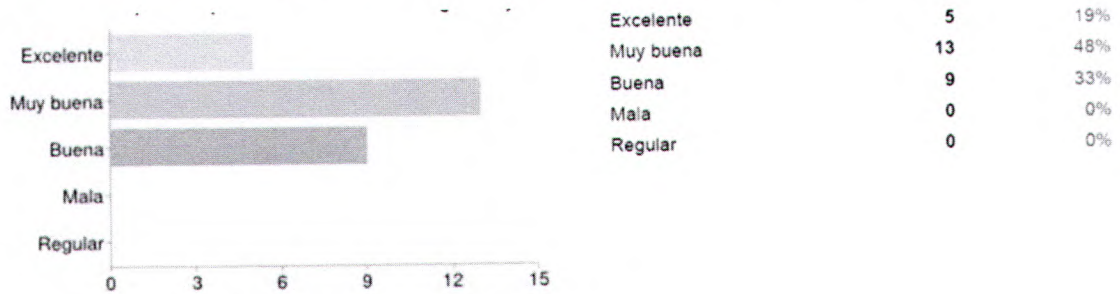 Excelente
Muy buena
Buena
Mala
Regular
0 3 6 9 12 15
Excelente 5 19%
Muy buena 13 48%
Buena 9 33%
Mala 0 0%
Regular 0 0%